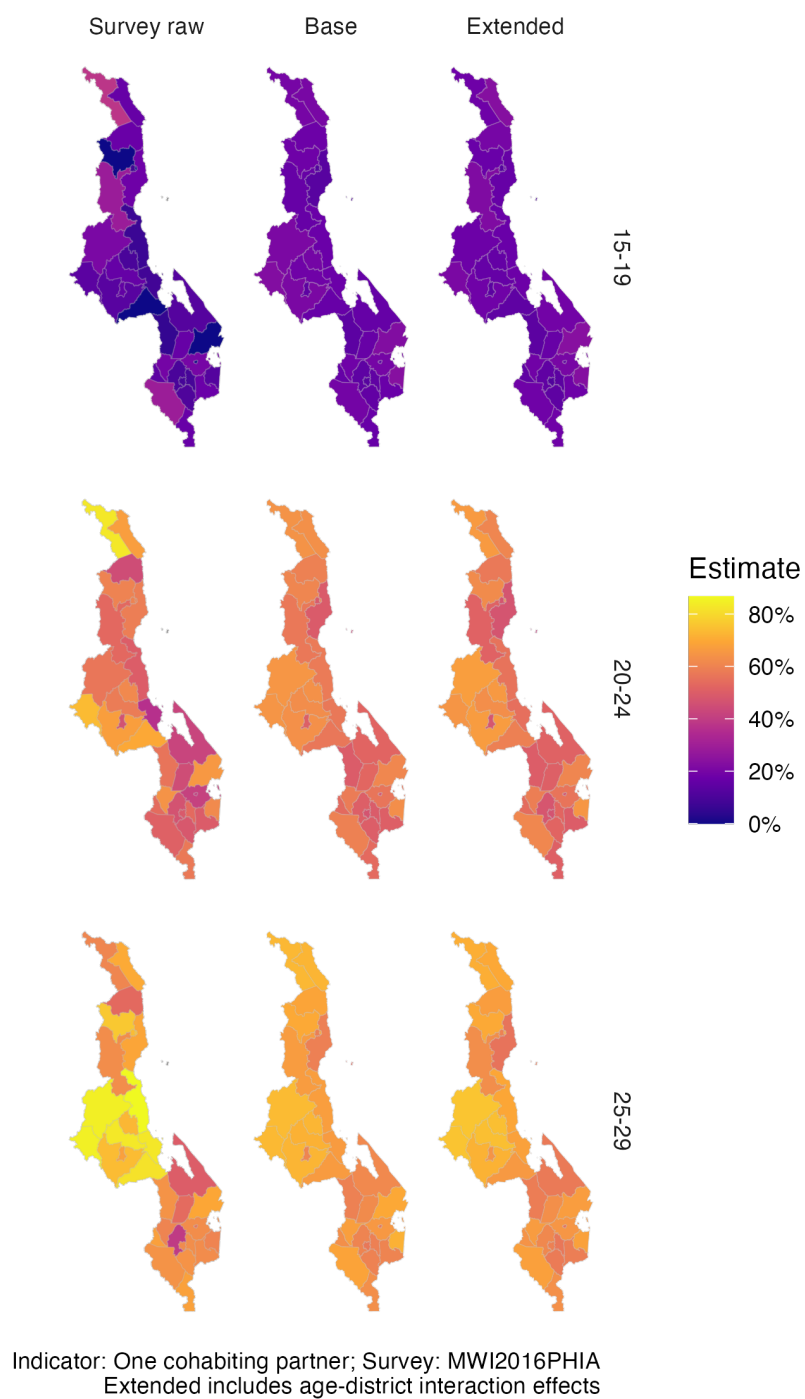 Survey raw Base Extended
15-19
20-24
25-29
Estimate
80%
60%
40%
20%
0%
Indicator: One cohabiting partner; Survey: MWI2016PHIA
Extended includes age-district interaction effects